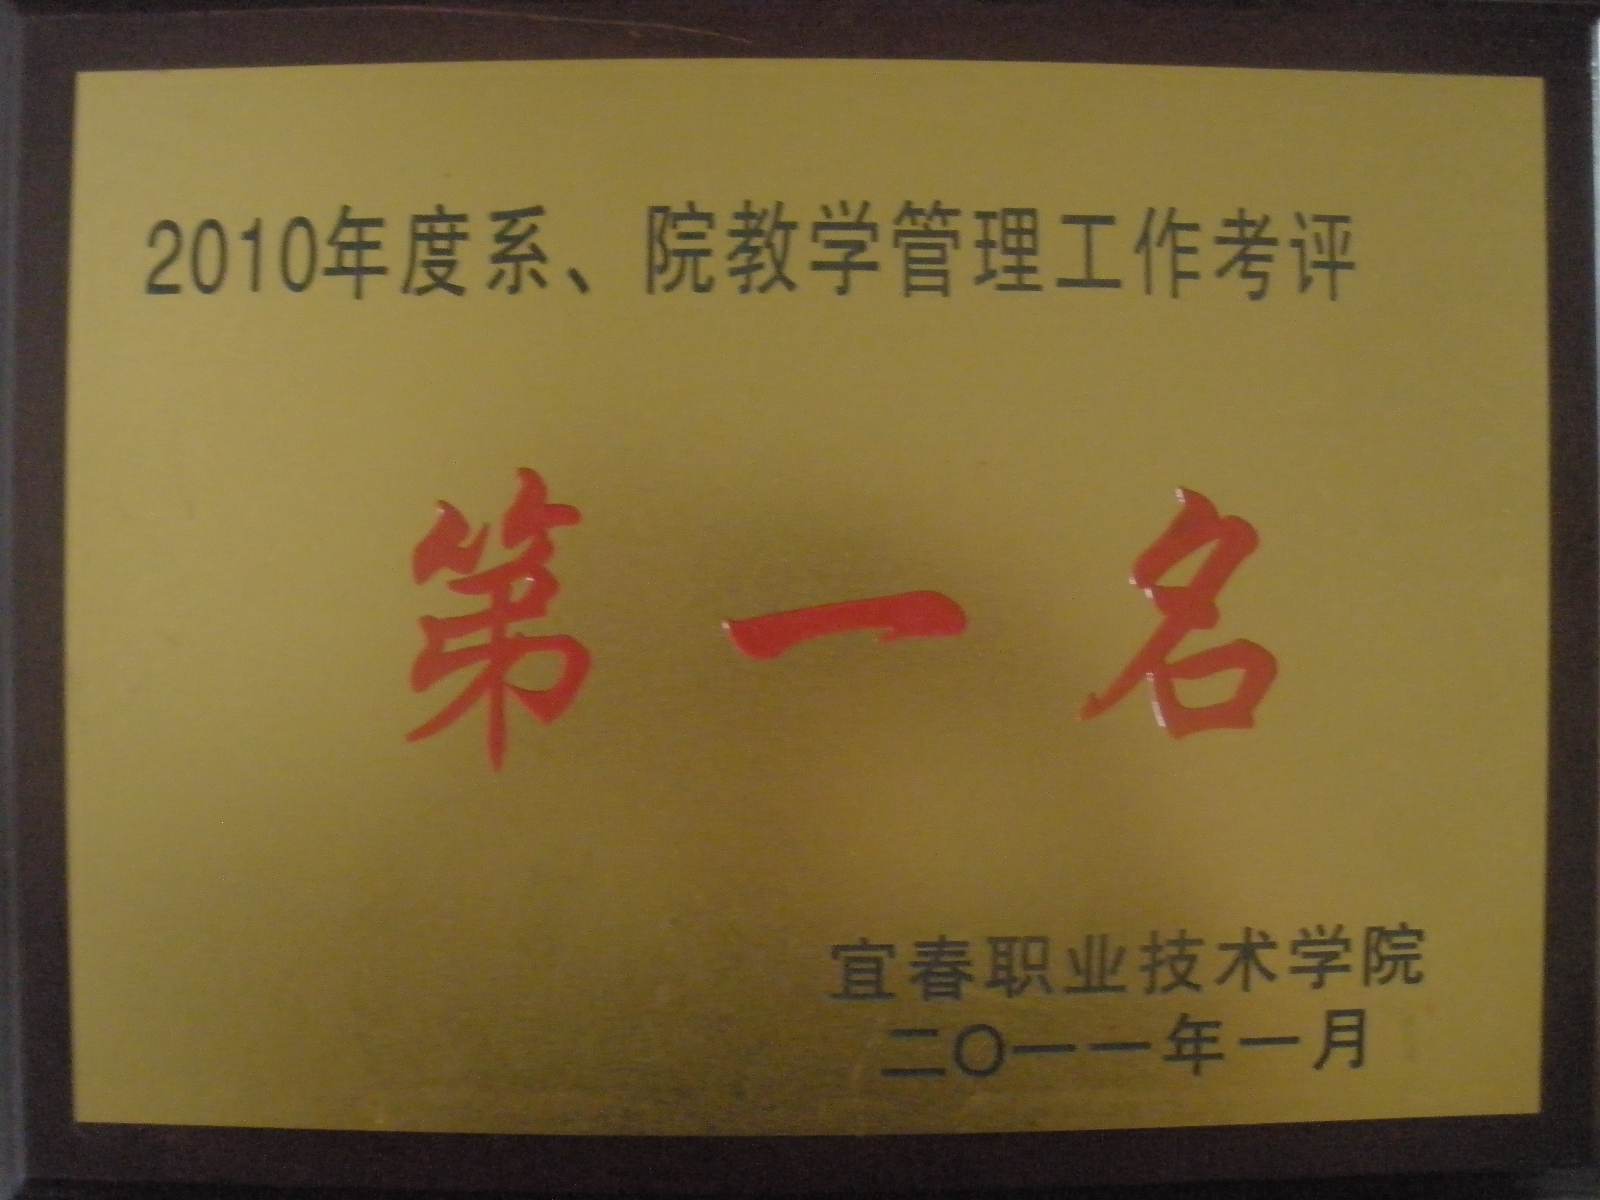 2010年度系、院教学管理工作考评
第一名
宜春职业技术学院
二〇一一年一月